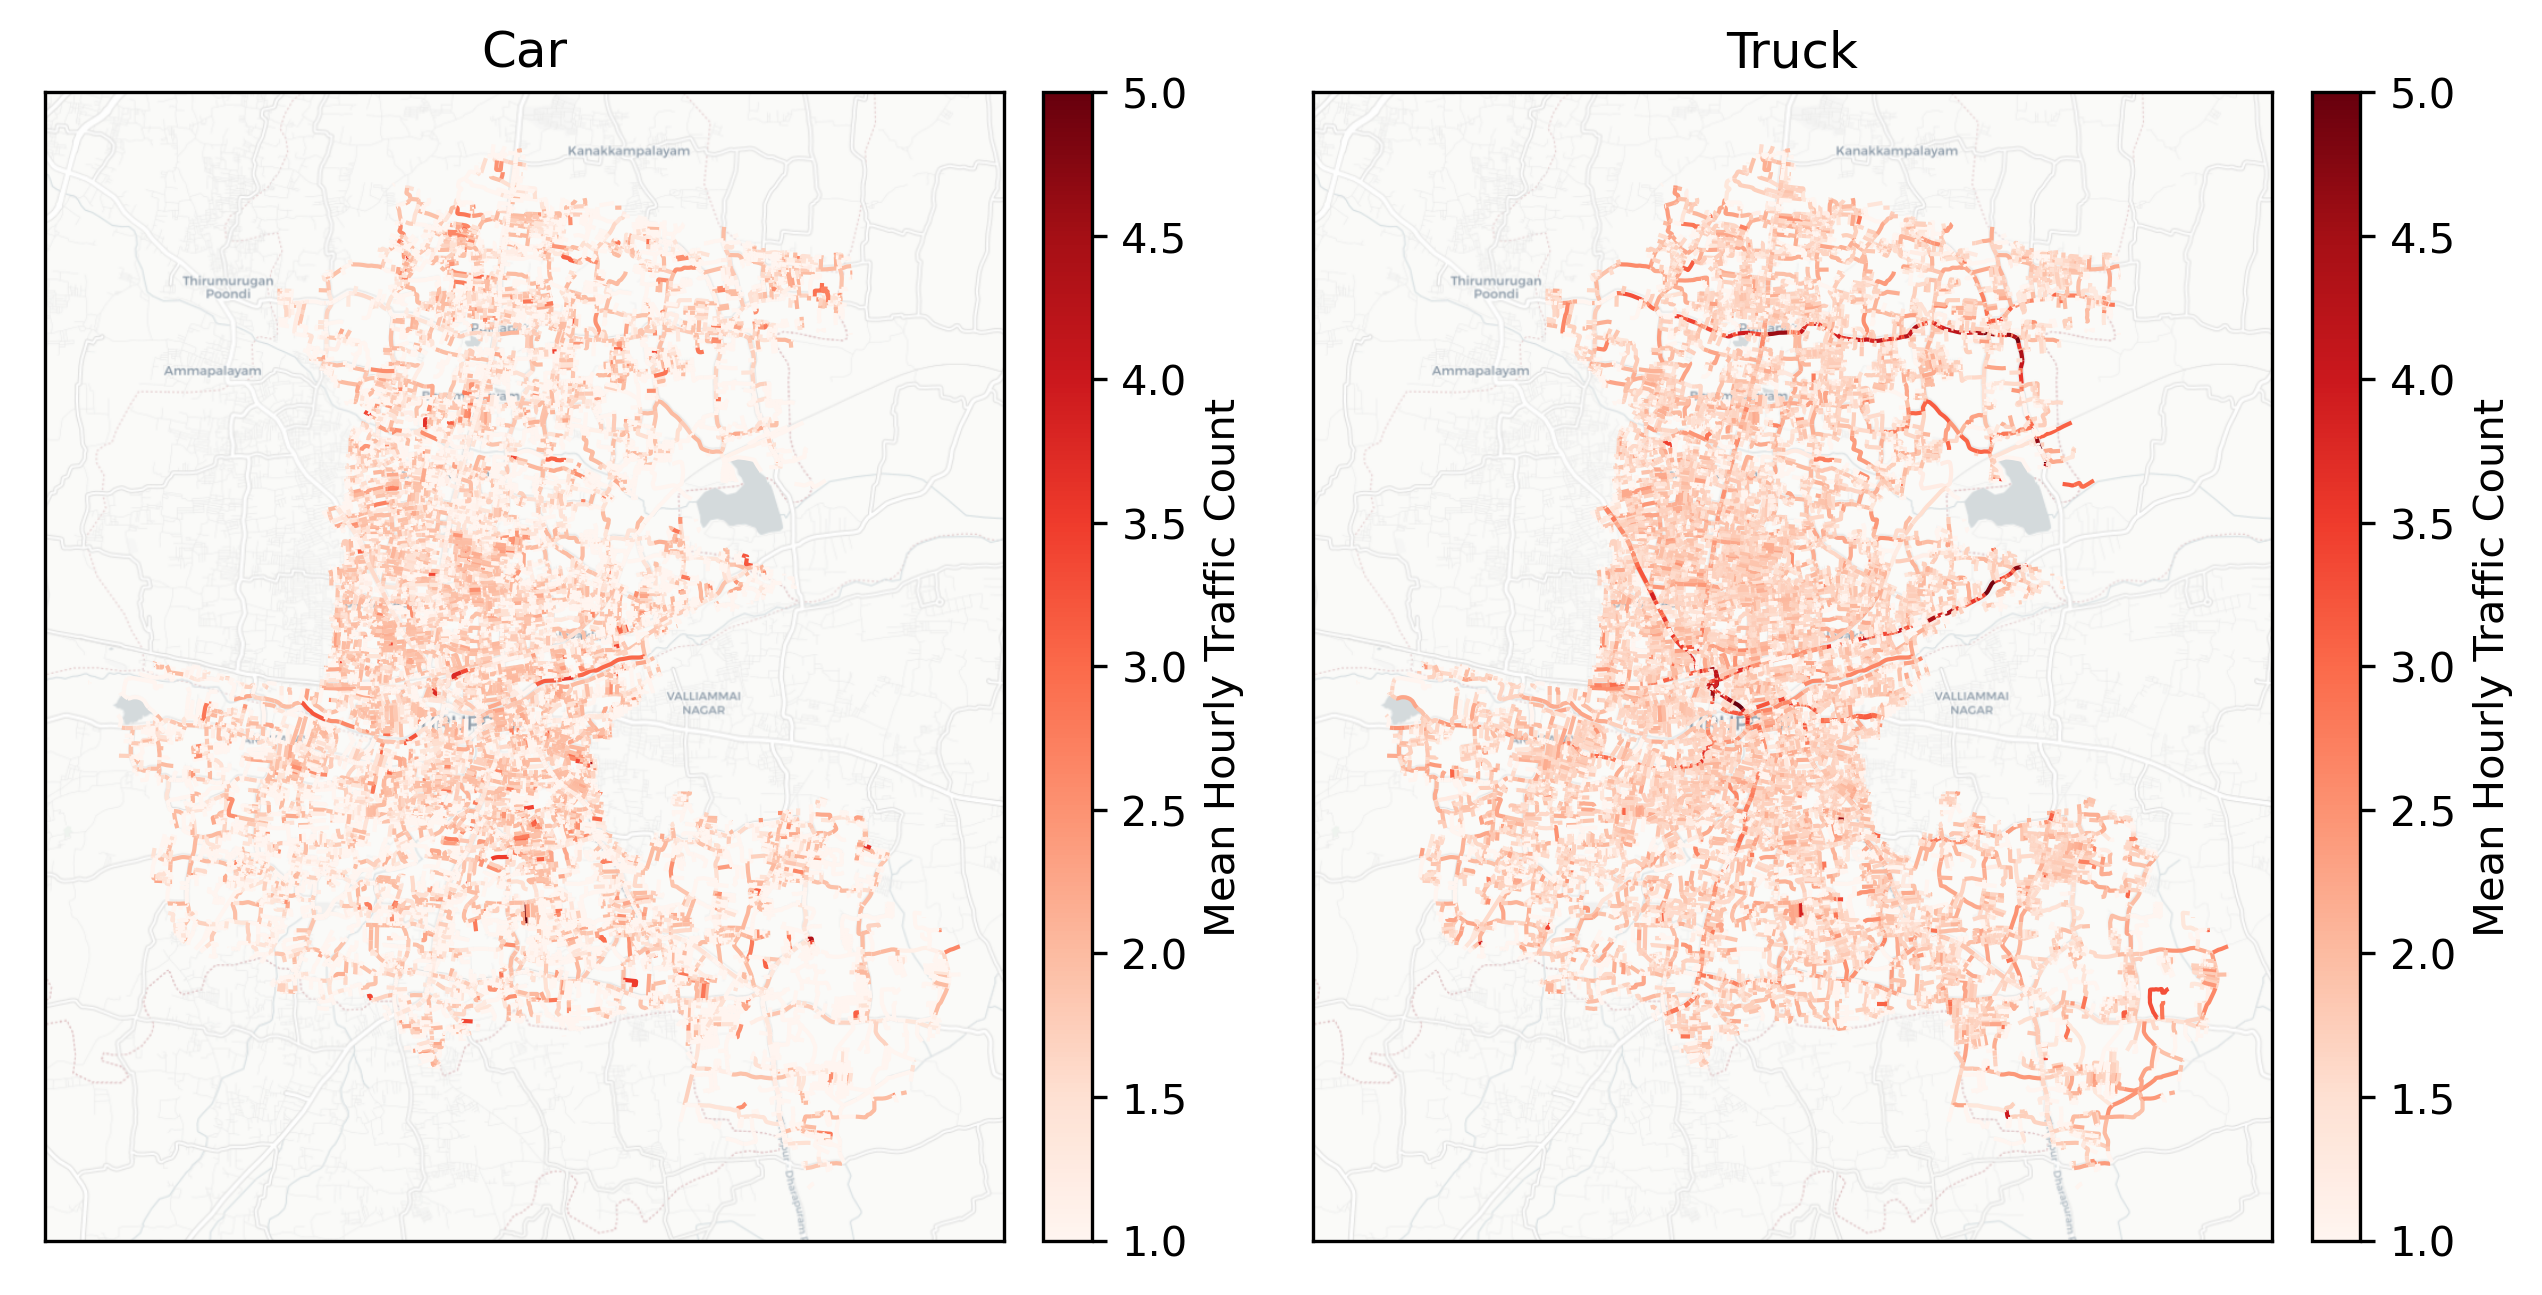 Car
Kanakkampalayam
Thirumurugan
Poondi
Ammapalayam
VALLIAMMAI
NAGAR
5.0
4.5
4.0
3.5
3.0
2.5
2.0
1.5
1.0
Mean Hourly Traffic Count
Truck
Kanakkampalayam
Thirumurugan
Poondi
Ammapalayam
VALLIAMMAI
NAGAR
5.0
4.5
4.0
3.5
3.0
2.5
2.0
1.5
1.0
Mean Hourly Traffic Count